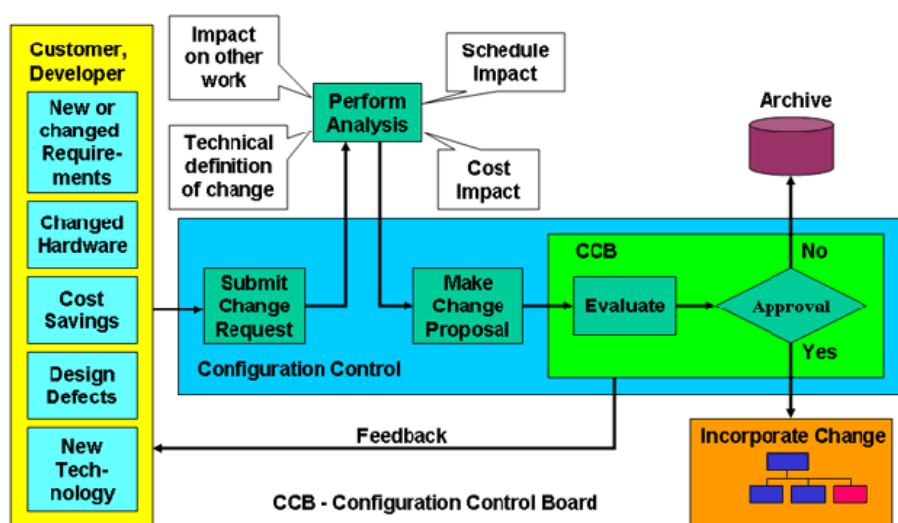 Customer,
Developer
New or
changed
Require-
ments
Changed
Hardware
Cost
Savings
Design
Defects
New
Tech-
nology
Impact
on other
work
Technical
definition
of change
Perform
Analysis
Schedule
Impact
Cost
Impact
Archive
Submit
Change
Request
Make
Change
Proposal
CCB
Evaluate
Approval
No
Yes
Configuration Control
Feedback
Incorporate Change
CCB - Configuration Control Board